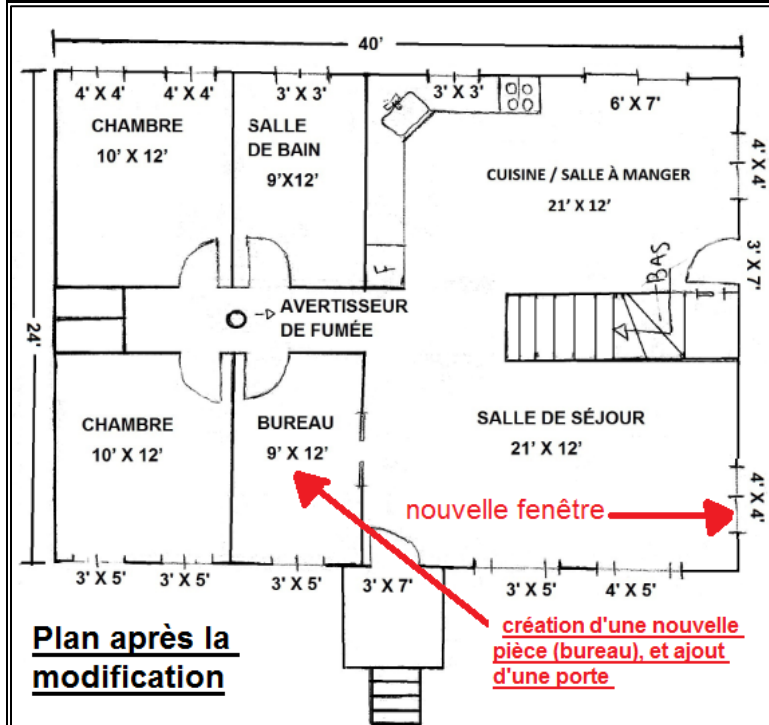 40'
4' X 4'
4' X 4'
3' X 3'
3' X 3'
6' X 7'
CHAMBRE
10' X 12'
SALLE
DE BAIN
9'X12'
CUISINE / SALLE À MANGER
21' X 12'
4' X 4'
3' X 7'
F
BAS
24'
AVERTISSEUR
DE FUMÉE
CHAMBRE
10' X 12'
BUREAU
9' X 12'
SALLE DE SÉJOUR
21' X 12'
4' X 4'
nouvelle fenêtre
3' X 5'
3' X 5'
3' X 5'
3' X 7'
3' X 5'
4' X 5'
Plan après la
modification
création d'une nouvelle
pièce (bureau), et ajout
d'une porte